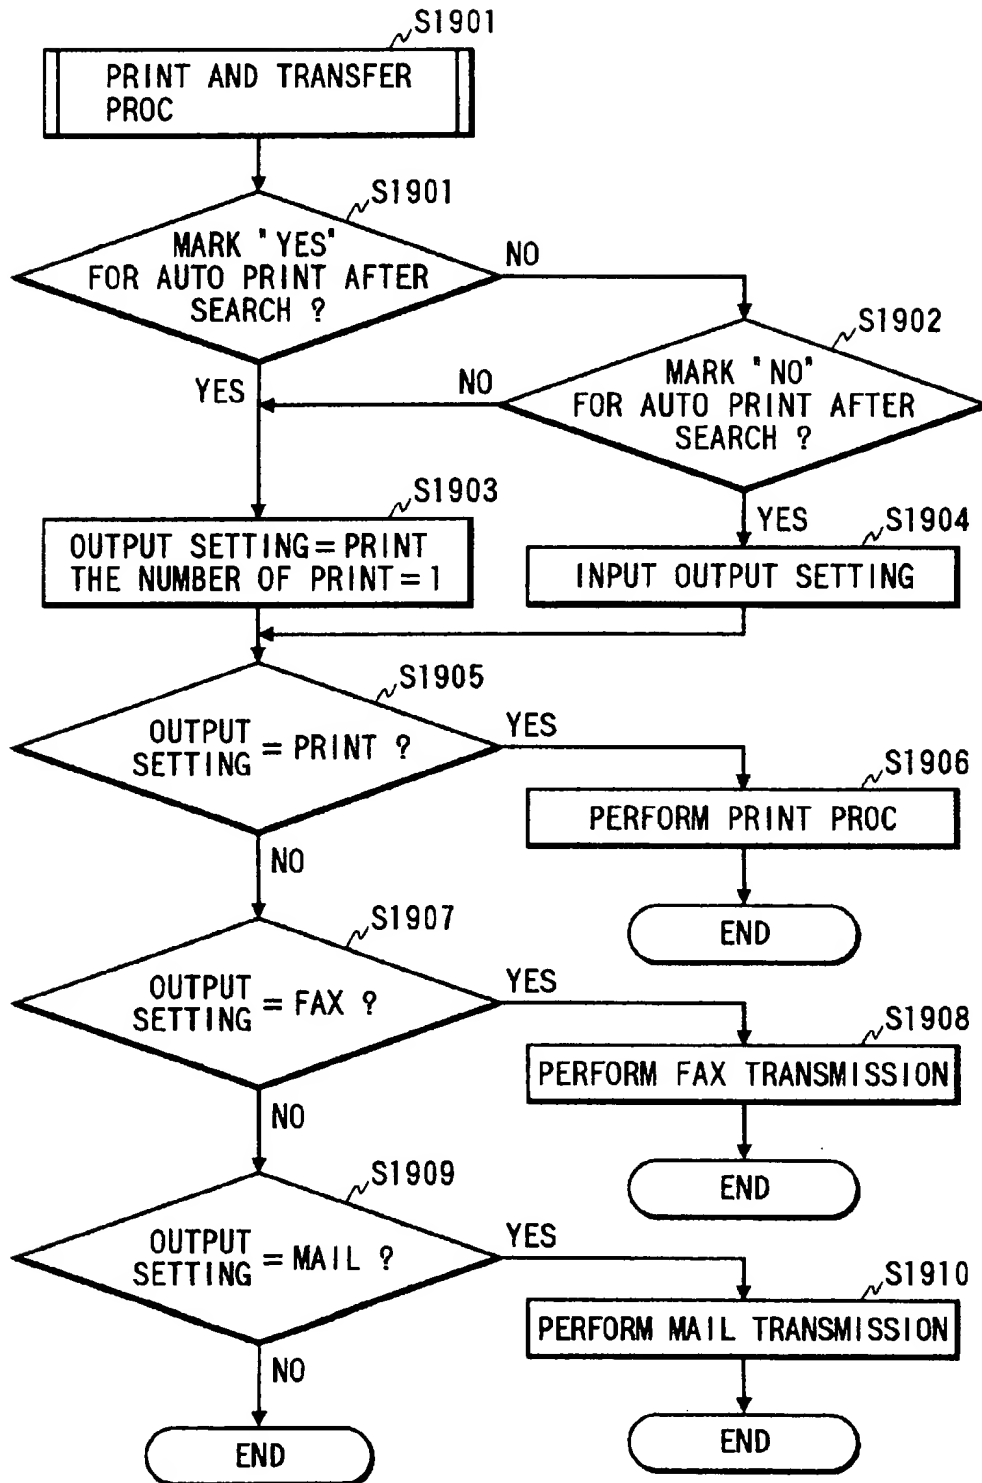 S1901
PRINT AND TRANSFER
PROC
S1901
MARK "YES"
FOR AUTO PRINT AFTER
SEARCH ?
NO
YES
S1902
MARK "NO"
FOR AUTO PRINT AFTER
SEARCH ?
NO
YES
S1903
OUTPUT SETTING=PRINT
THE NUMBER OF PRINT=1
S1904
INPUT OUTPUT SETTING
S1905
OUTPUT
SETTING = PRINT ?
YES
NO
S1906
PERFORM PRINT PROC
END
S1907
OUTPUT
SETTING = FAX ?
YES
NO
S1908
PERFORM FAX TRANSMISSION
END
S1909
OUTPUT
SETTING = MAIL ?
YES
NO
S1910
PERFORM MAIL TRANSMISSION
END
END